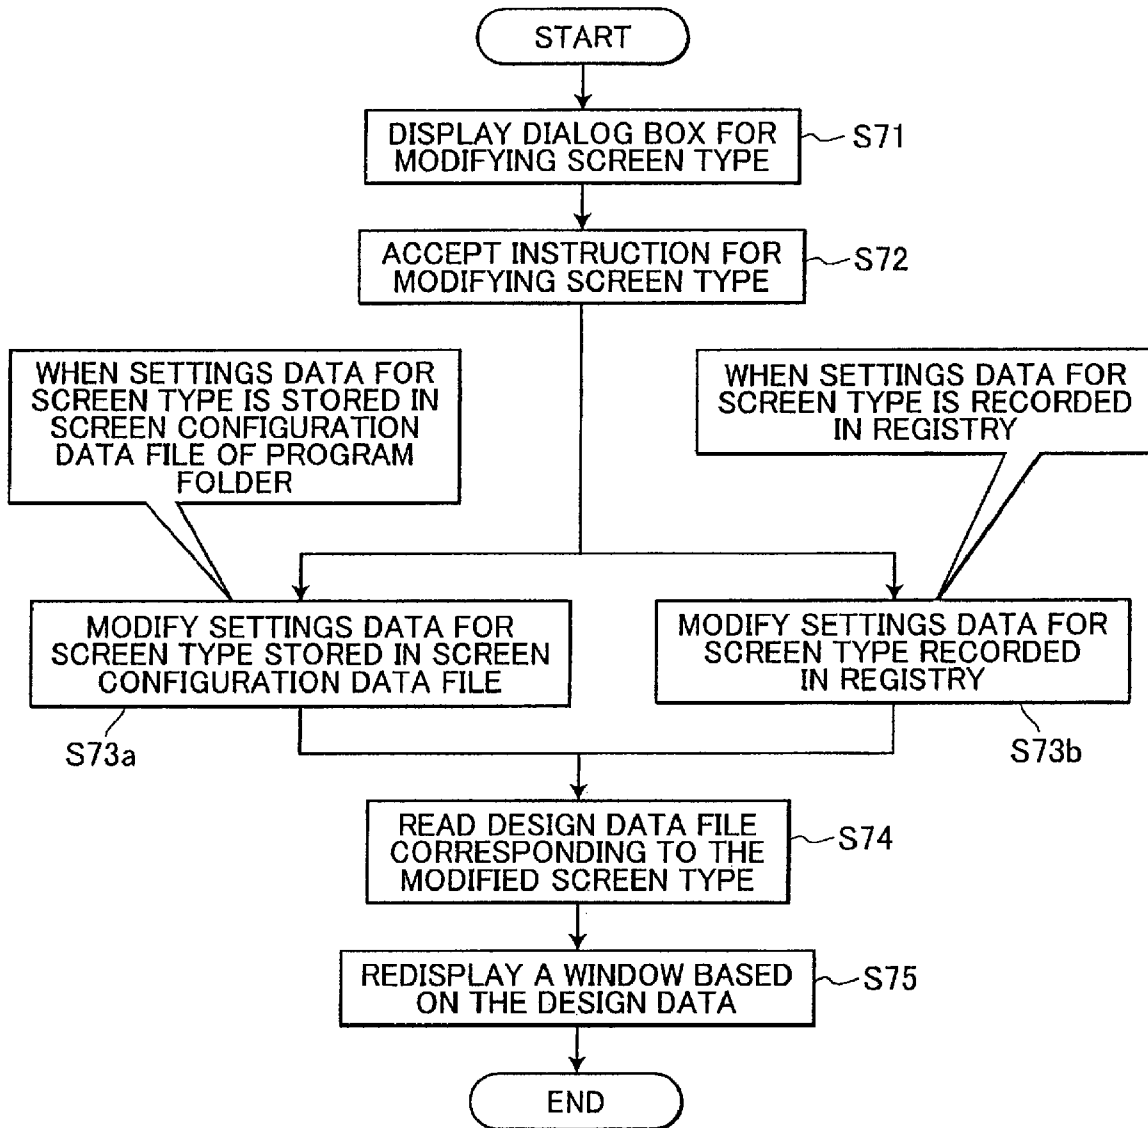 START
DISPLAY DIALOG BOX FOR
MODIFYING SCREEN TYPE
S71
ACCEPT INSTRUCTION FOR
MODIFYING SCREEN TYPE
S72
WHEN SETTINGS DATA FOR
SCREEN TYPE IS STORED IN
SCREEN CONFIGURATION
DATA FILE OF PROGRAM
FOLDER
WHEN SETTINGS DATA FOR
SCREEN TYPE IS RECORDED
IN REGISTRY
MODIFY SETTINGS DATA FOR
SCREEN TYPE STORED IN SCREEN
CONFIGURATION DATA FILE
S73a
MODIFY SETTINGS DATA FOR
SCREEN TYPE RECORDED
IN REGISTRY
S73b
READ DESIGN DATA FILE
CORRESPONDING TO THE
MODIFIED SCREEN TYPE
S74
REDISPLAY A WINDOW BASED
ON THE DESIGN DATA
S75
END